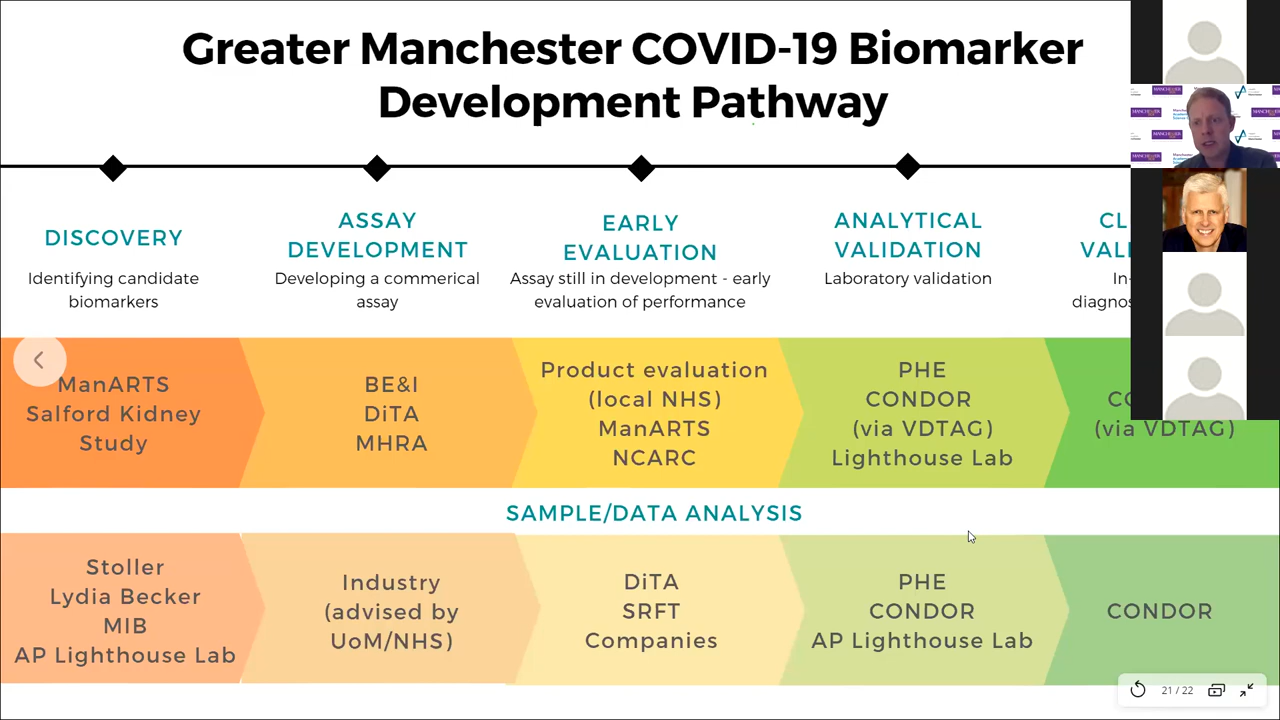 Greater Manchester COVID-19 Biomarker
Development Pathway
DISCOVERY
Identifying candidate
biomarkers
ASSAY
DEVELOPMENT
Developing a commerical
assay
EARLY
EVALUATION
Assay still in development - early
evaluation of performance
ANALYTICAL
VALIDATION
Laboratory validation
CL
VAL
In-
diagnos
ManARTS
Salford Kidney
Study
BE&I
DiTA
MHRA
Product evaluation
(local NHS)
ManARTS
NCARC
PHE
CONDOR
(via VDTAG)
Lighthouse Lab
(via VDTAG)
SAMPLE/DATA ANALYSIS
Stoller
Lydia Becker
MIB
AP Lighthouse Lab
Industry
(advised by
UoM/NHS)
DiTA
SRFT
Companies
PHE
CONDOR
AP Lighthouse Lab
CONDOR
21 / 22